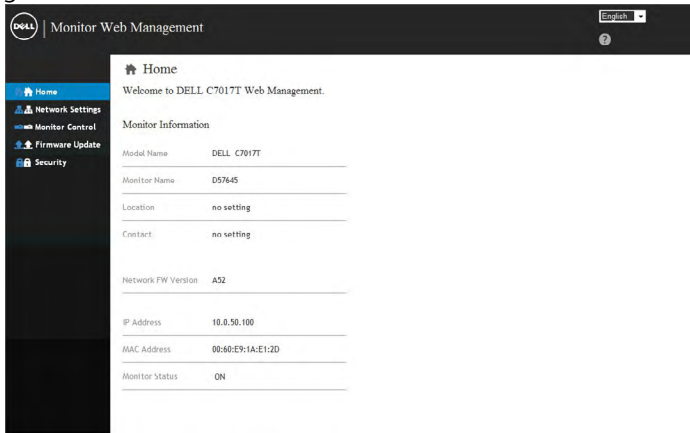 DELL | Monitor Web Management
English
?
Home
Network Settings
Monitor Control
Firmware Update
Security
Home
Welcome to DELL C7017T Web Management.
Monitor Information
Model Name DELL C7017T
Monitor Name D57645
Location no setting
Contact no setting
Network FW Version A52
IP Address 10.0.50.100
MAC Address 00:60:E9:1A:E1:2D
Monitor Status ON